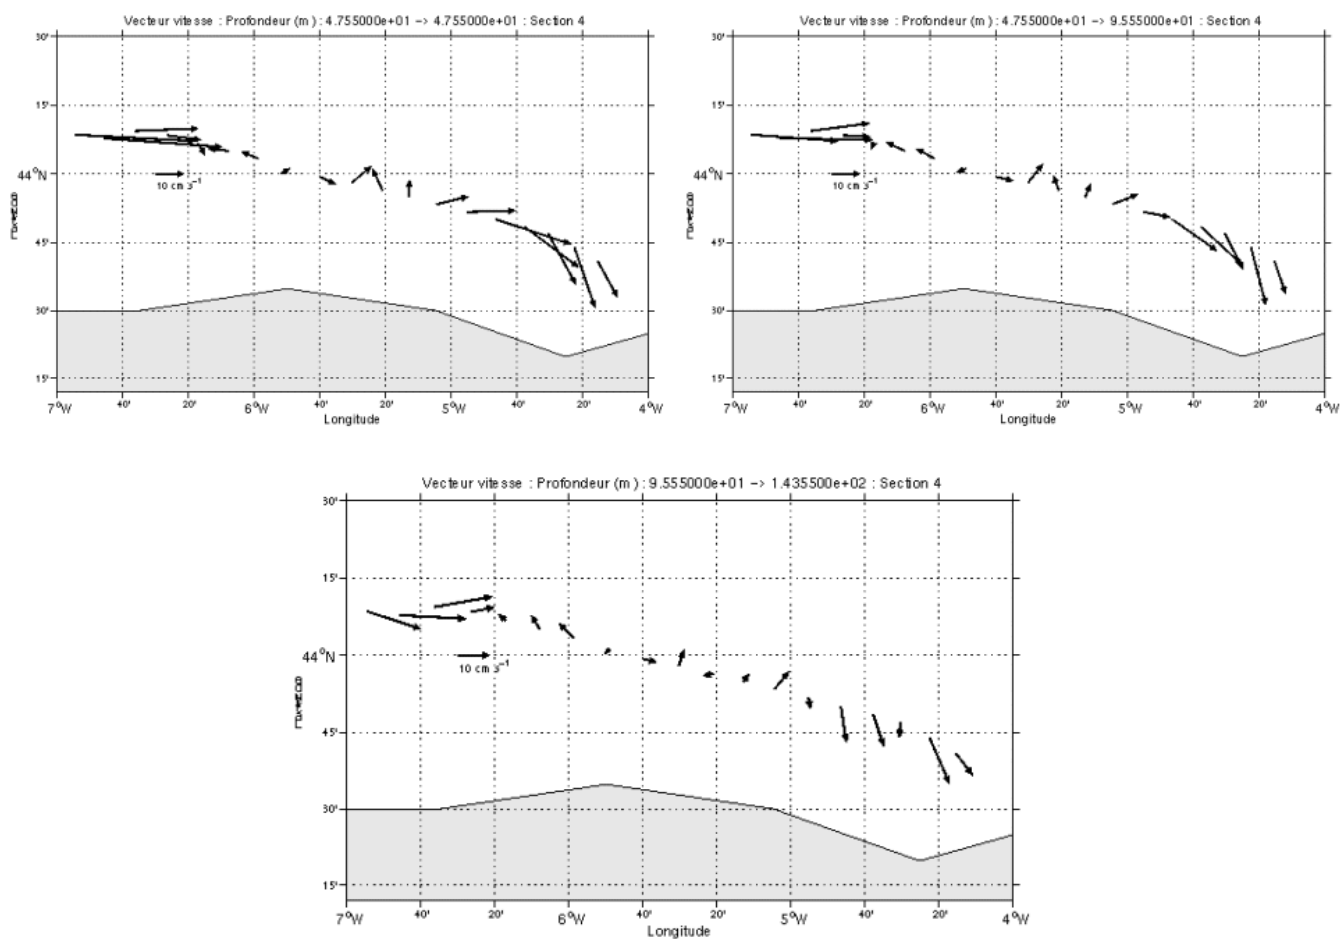 Vecteur vitesse : Profondeur (m) : 4.755000e+01 -> 4.755000e+01 : Section 4
30'
15'
44°N
45'
30'
15'
10 cm s⁻¹
7°W 40' 20' 6°W 40' 20' 5°W 40' 20' 4°W
Longitude
Vecteur vitesse : Profondeur (m) : 4.755000e+01 -> 9.555000e+01 : Section 4
30'
15'
44°N
45'
30'
15'
10 cm s⁻¹
7°W 40' 20' 6°W 40' 20' 5°W 40' 20' 4°W
Longitude
Vecteur vitesse : Profondeur (m) : 9.555000e+01 -> 1.435500e+02 : Section 4
30'
15'
44°N
45'
30'
15'
10 cm s⁻¹
7°W 40' 20' 6°W 40' 20' 5°W 40' 20' 4°W
Longitude